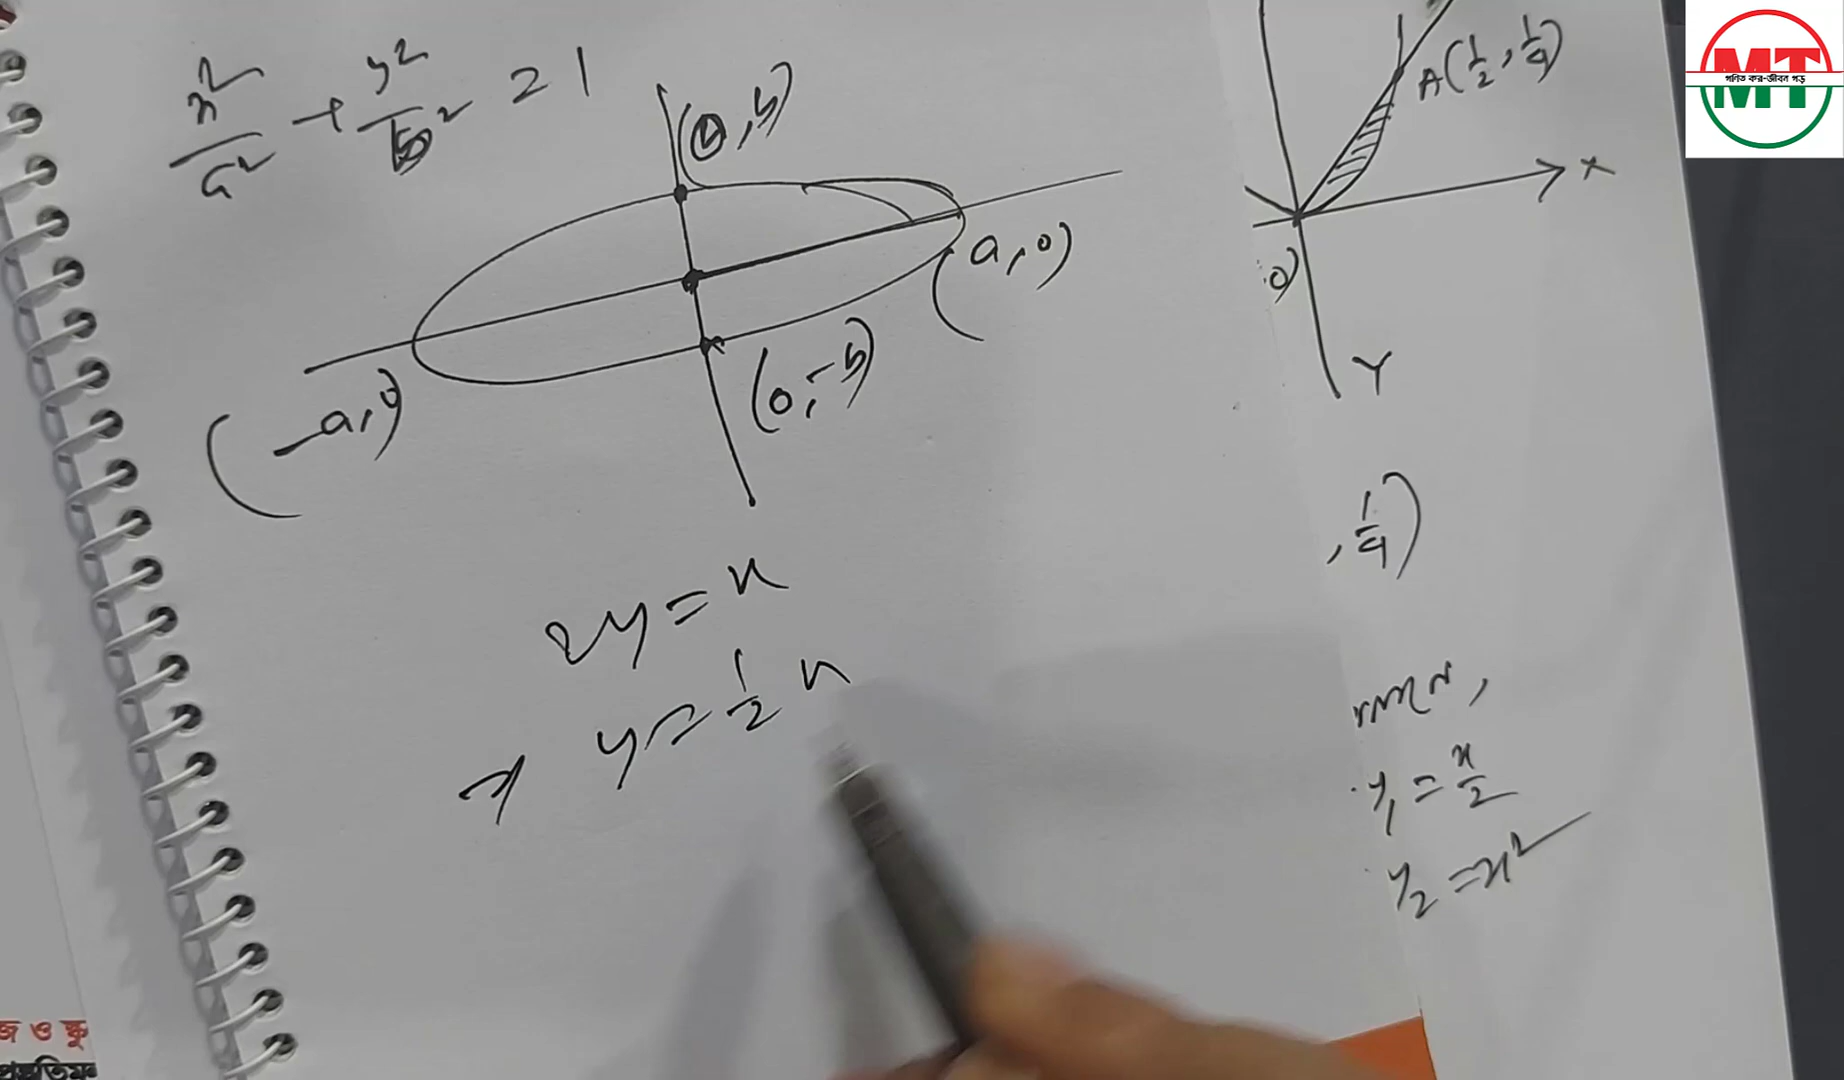 x²/a² + y²/b² = 1
(0, b)
(a, 0)
(-a, 0)
(0, -b)
2y = x
⇒ y = 1/2 x
A(1/2, 1/4)
X
0)
Y
, 1/4)
y₁ = x/2
y₂ = x²
MT
গণিত কর-জীবন গড়
জ ও স্কু